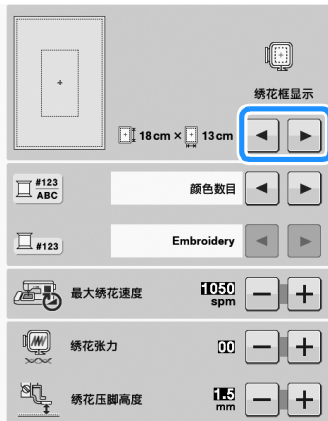 绣花框显示
18cm × 13cm
#123
ABC
颜色数目
#123
Embroidery
最大绣花速度
1050
spm
绣花张力
00
绣花压脚高度
1.5
mm